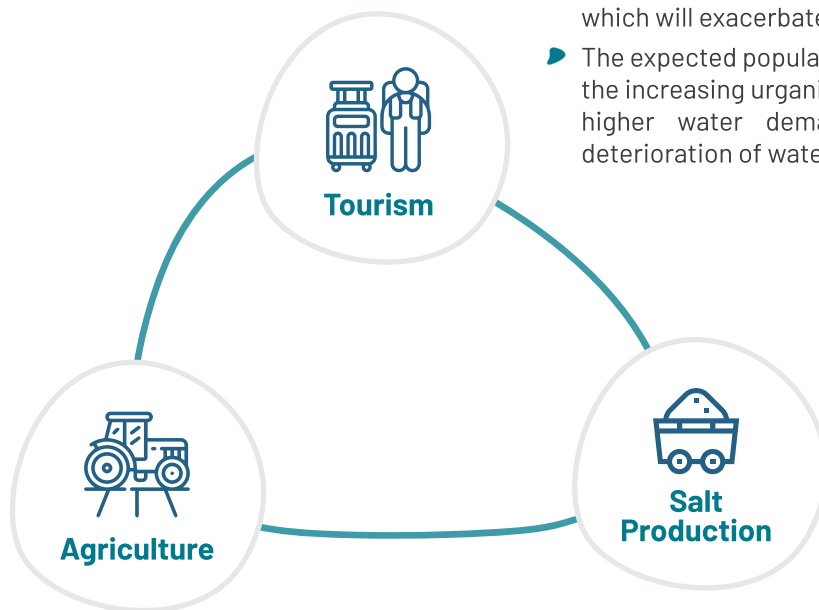 which will exacerbate
The expected popula
the increasing urgani
higher water dema
deterioration of wate
Tourism
Salt
Production
Agriculture